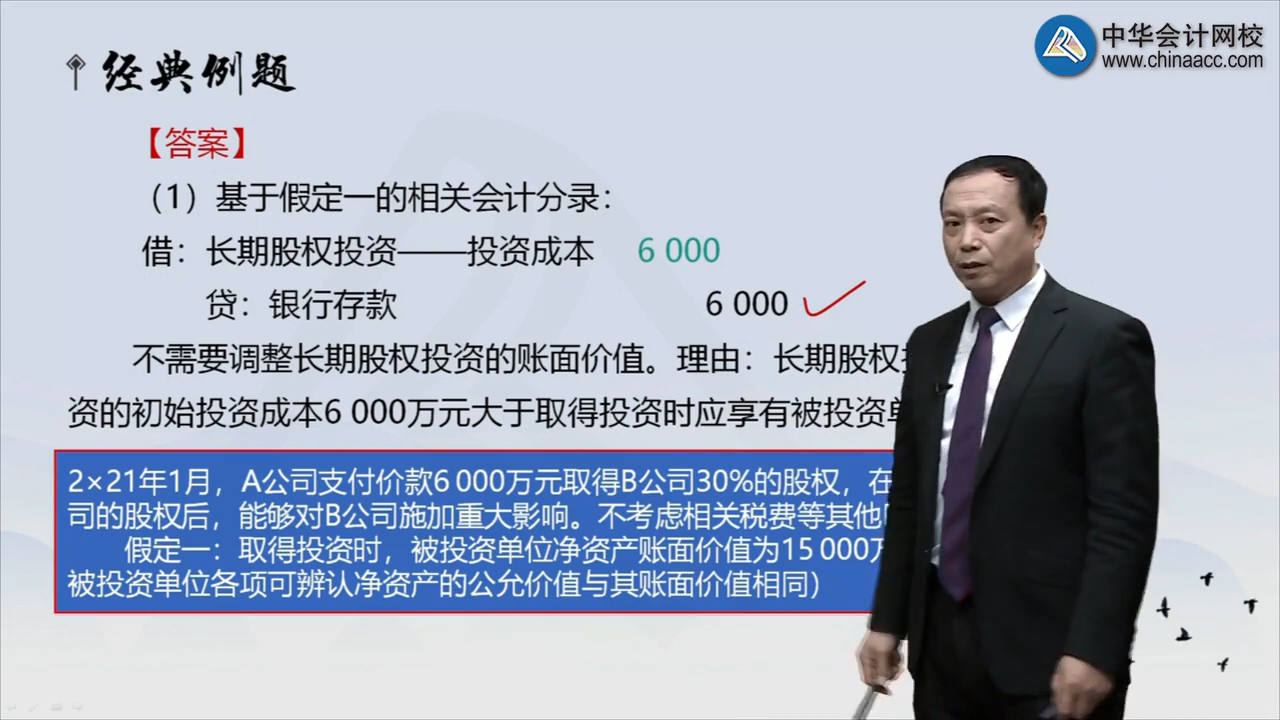 中华会计网校
www.chinaacc.com
经典例题
【答案】
（1）基于假定一的相关会计分录：
借：长期股权投资——投资成本 6 000
贷：银行存款 6 000
不需要调整长期股权投资的账面价值。理由：长期股权
资的初始投资成本6 000万元大于取得投资时应享有被投资
2×21年1月，A公司支付价款6 000万元取得B公司30%的股权，在
司的股权后，能够对B公司施加重大影响。不考虑相关税费等其他
假定一：取得投资时，被投资单位净资产账面价值为15 000
被投资单位各项可辨认净资产的公允价值与其账面价值相同）